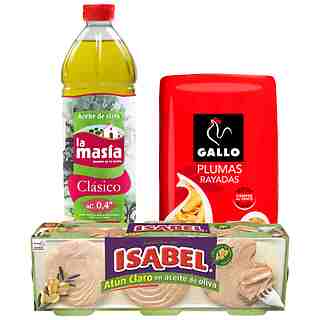 Aceite de oliva
la
masía
Clásico
ac. 0,4°
GALLO
PLUMAS
RAYADAS
ISABEL
Atún Claro en aceite de oliva